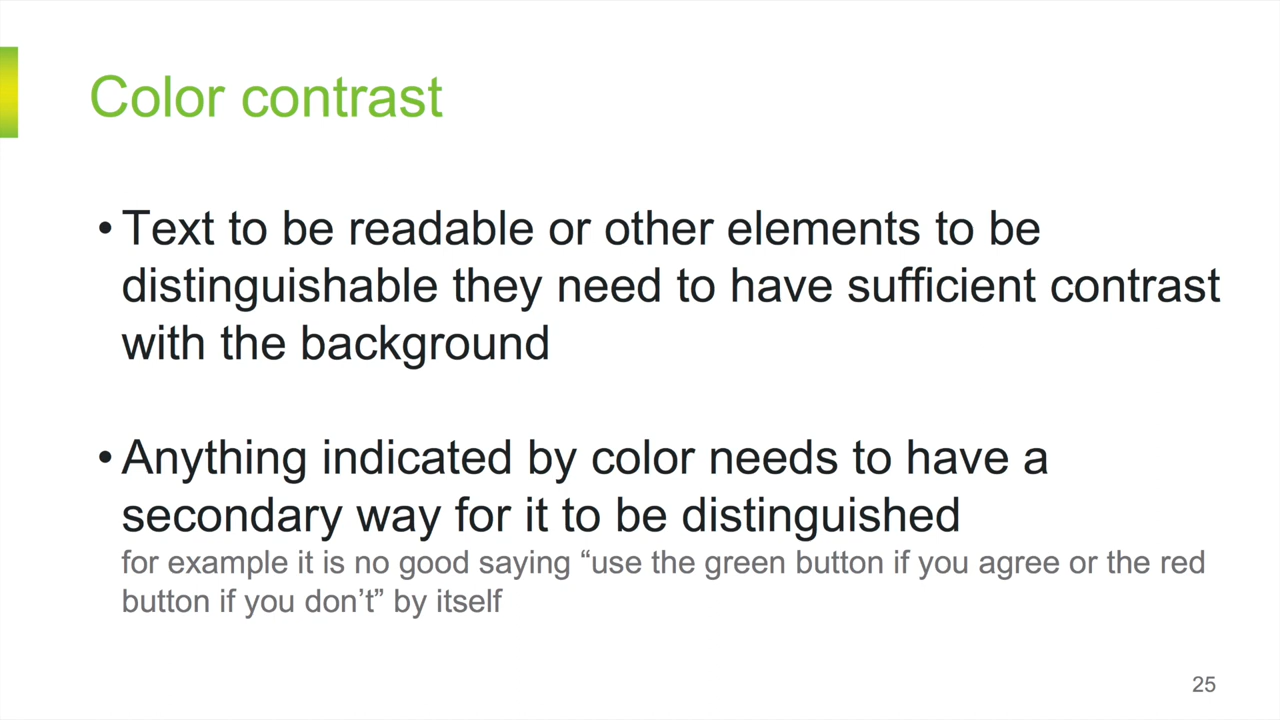 Color contrast
• Text to be readable or other elements to be
distinguishable they need to have sufficient contrast
with the background
• Anything indicated by color needs to have a
secondary way for it to be distinguished
for example it is no good saying “use the green button if you agree or the red
button if you don’t” by itself
25